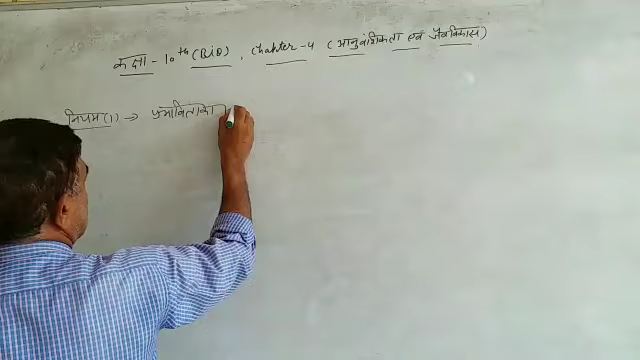 कक्षा - 10th (BiO), Chapter-4 (आनुवंशिकता एवं जैवविकास)
नियम (1) → प्रभाविता का